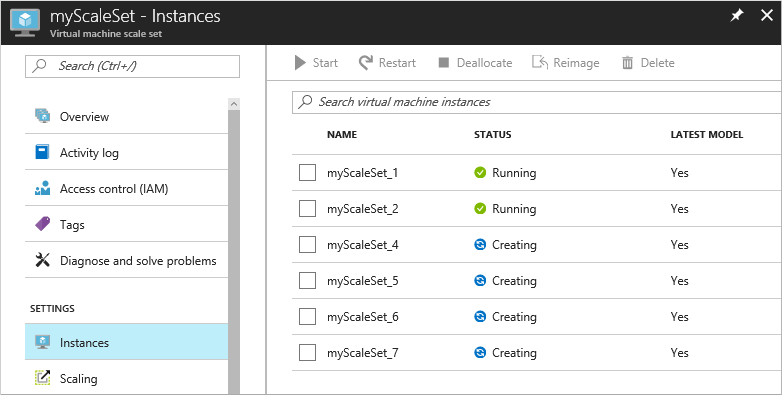 myScaleSet - Instances
Virtual machine scale set
Search (Ctrl+/)
Overview
Activity log
Access control (IAM)
Tags
Diagnose and solve problems
SETTINGS
Instances
Scaling
Start Restart Deallocate Reimage Delete
Search virtual machine instances
NAME STATUS LATEST MODEL
myScaleSet_1 Running Yes
myScaleSet_2 Running Yes
myScaleSet_4 Creating Yes
myScaleSet_5 Creating Yes
myScaleSet_6 Creating Yes
myScaleSet_7 Creating Yes